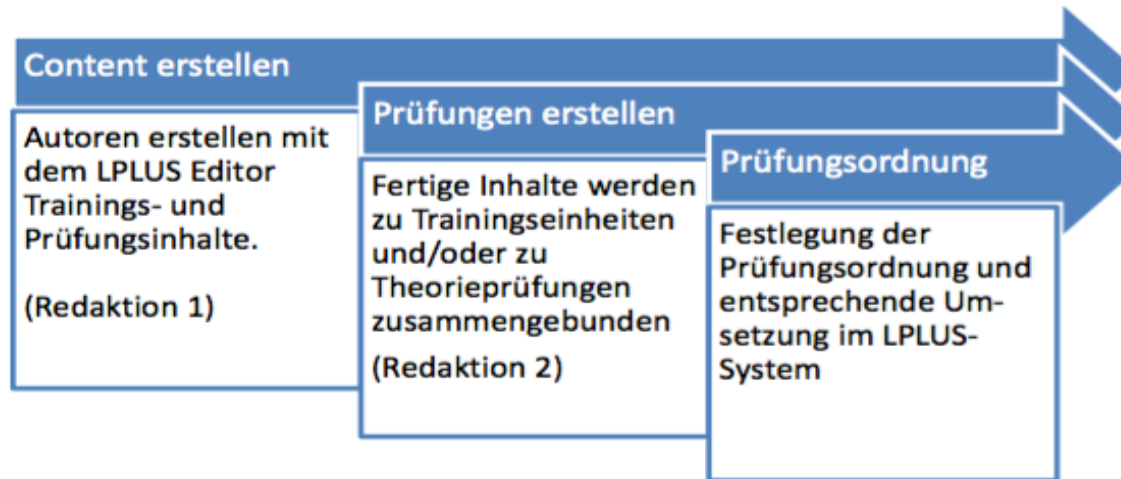 Content erstellen
Autoren erstellen mit
dem LPLUS Editor
Trainings- und
Prüfungsinhalte.
(Redaktion 1)
Prüfungen erstellen
Fertige Inhalte werden
zu Trainingseinheiten
und/oder zu
Theorieprüfungen
zusammengebunden
(Redaktion 2)
Prüfungsordnung
Festlegung der
Prüfungsordnung und
entsprechende Um-
setzung im LPLUS-
System